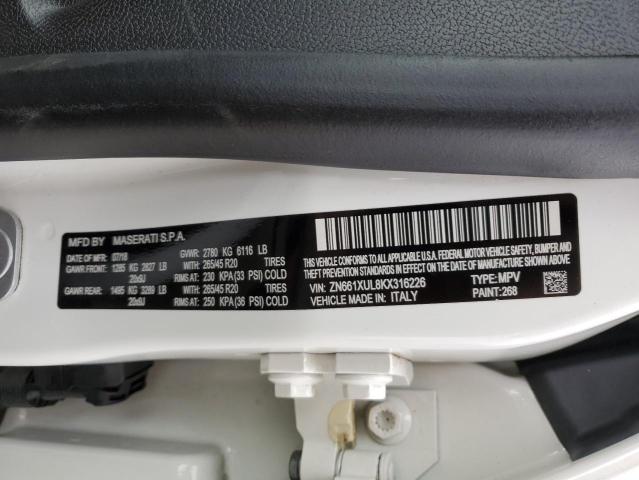 MFD BY MASERATI S.P.A.
DATE OF MFD: 07/18 GVWR: 2780 KG 6116 LB
GAWR FRONT: 1285 KG 2827 LB WITH: 265/45 R20 TIRES
20x9J RIMS AT: 230 KPA (33 PSI) COLD
GAWR REAR: 1495 KG 3289 LB WITH: 265/45 R20 TIRES
20x9J RIMS AT: 250 KPA (36 PSI) COLD
THIS VEHICLE CONFORMS TO ALL APPLICABLE U.S.A. FEDERAL MOTOR VEHICLE SAFETY, BUMPER AND
THEFT PREVENTION STANDARDS IN EFFECT ON THE DATE OF MANUFACTURE SHOWN ABOVE.
VIN: ZN661XUL8KX316226 TYPE: MPV
VEHICLE MADE IN: ITALY PAINT: 268